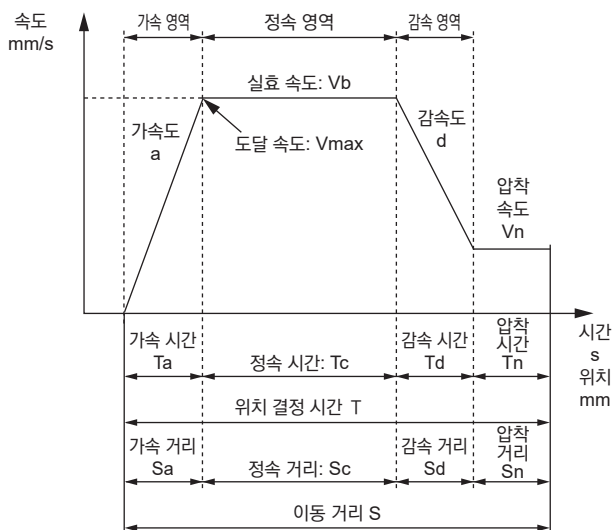 속도
mm/s
가속 영역
정속 영역
감속 영역
실효 속도: Vb
가속도
a
도달 속도: Vmax
감속도
d
압착
속도
Vn
시간
s
위치
mm
가속 시간
Ta
정속 시간: Tc
감속 시간
Td
압착
시간
Tn
위치 결정 시간 T
가속 거리
Sa
정속 거리: Sc
감속 거리
Sd
압착
거리
Sn
이동 거리 S